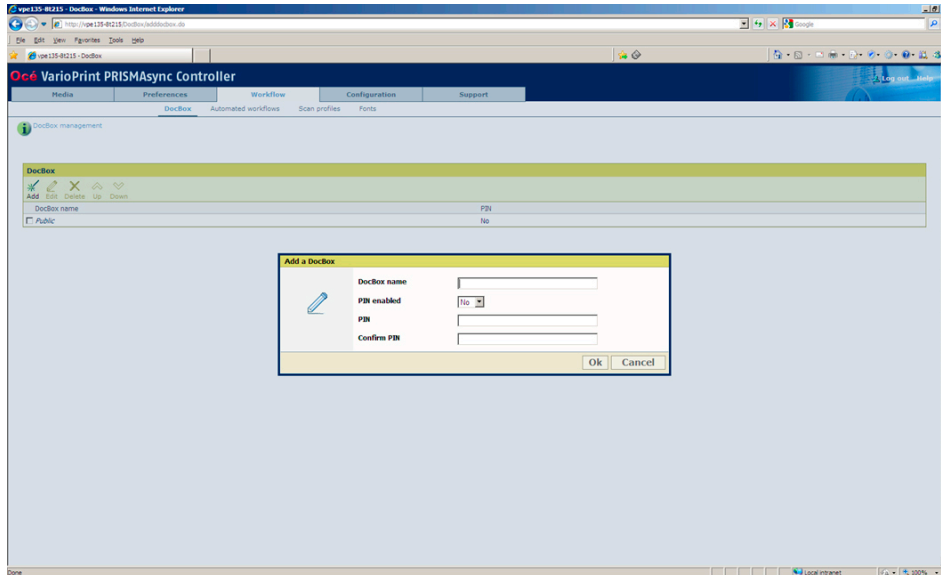 vpe135-8t215 - DocBox - Windows Internet Explorer
http://vpe135-8t215/DocBox/adddocbox.do
Google
File Edit View Favorites Tools Help
vpe135-8t215 - DocBox
Océ VarioPrint PRISMAsync Controller
Log out Help
Media Preferences Workflow Configuration Support
DocBox Automated workflows Scan profiles Fonts
DocBox management
DocBox
Add Edit Delete Up Down
DocBox name PIN
Public No
Add a DocBox
DocBox name
PIN enabled No
PIN
Confirm PIN
Ok Cancel
Done Local intranet 100%